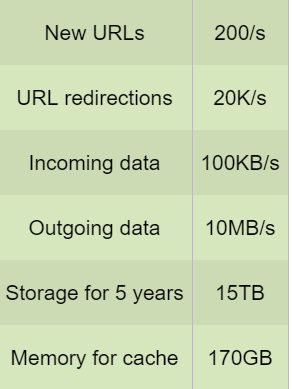 New URLs 200/s
URL redirections 20K/s
Incoming data 100KB/s
Outgoing data 10MB/s
Storage for 5 years 15TB
Memory for cache 170GB